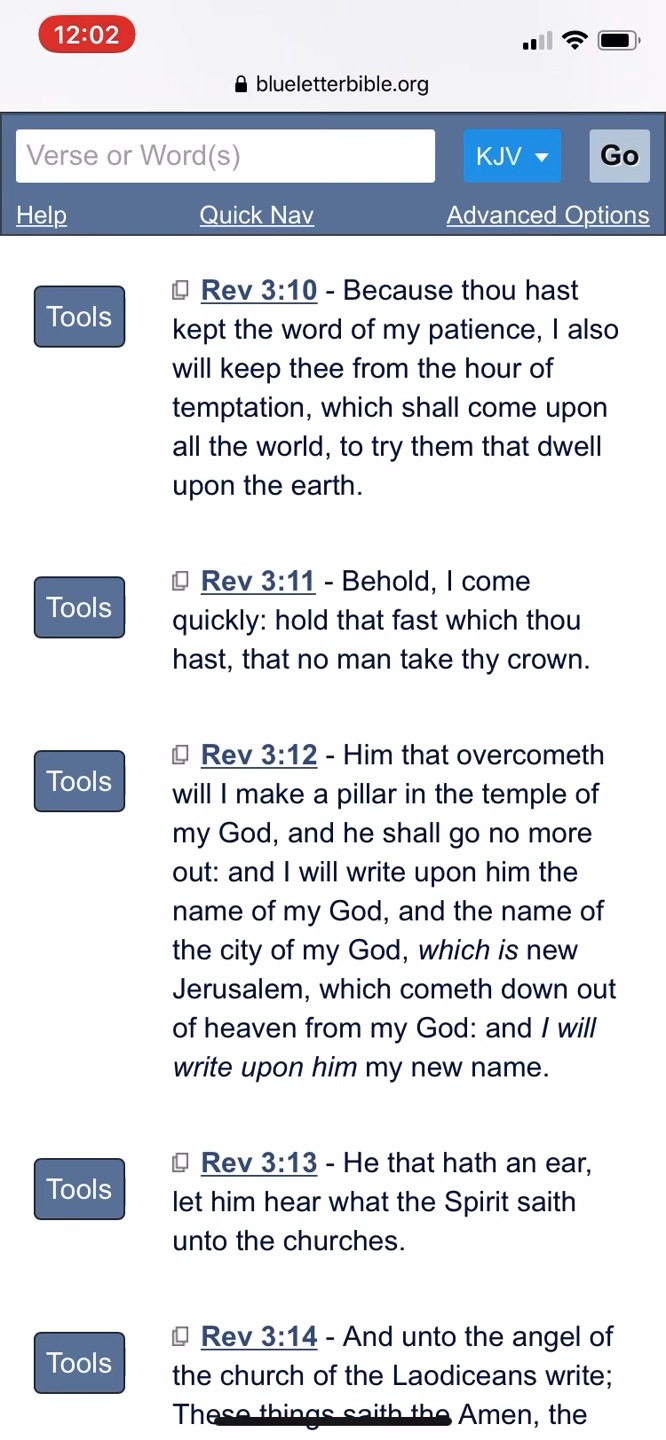 12:02
blueletterbible.org
Verse or Word(s)
KJV
Go
Help
Quick Nav
Advanced Options
Tools
Rev 3:10 - Because thou hast
kept the word of my patience, I also
will keep thee from the hour of
temptation, which shall come upon
all the world, to try them that dwell
upon the earth.
Tools
Rev 3:11 - Behold, I come
quickly: hold that fast which thou
hast, that no man take thy crown.
Tools
Rev 3:12 - Him that overcometh
will I make a pillar in the temple of
my God, and he shall go no more
out: and I will write upon him the
name of my God, and the name of
the city of my God, which is new
Jerusalem, which cometh down out
of heaven from my God: and I will
write upon him my new name.
Tools
Rev 3:13 - He that hath an ear,
let him hear what the Spirit saith
unto the churches.
Tools
Rev 3:14 - And unto the angel of
the church of the Laodiceans write;
These things saith the Amen, the